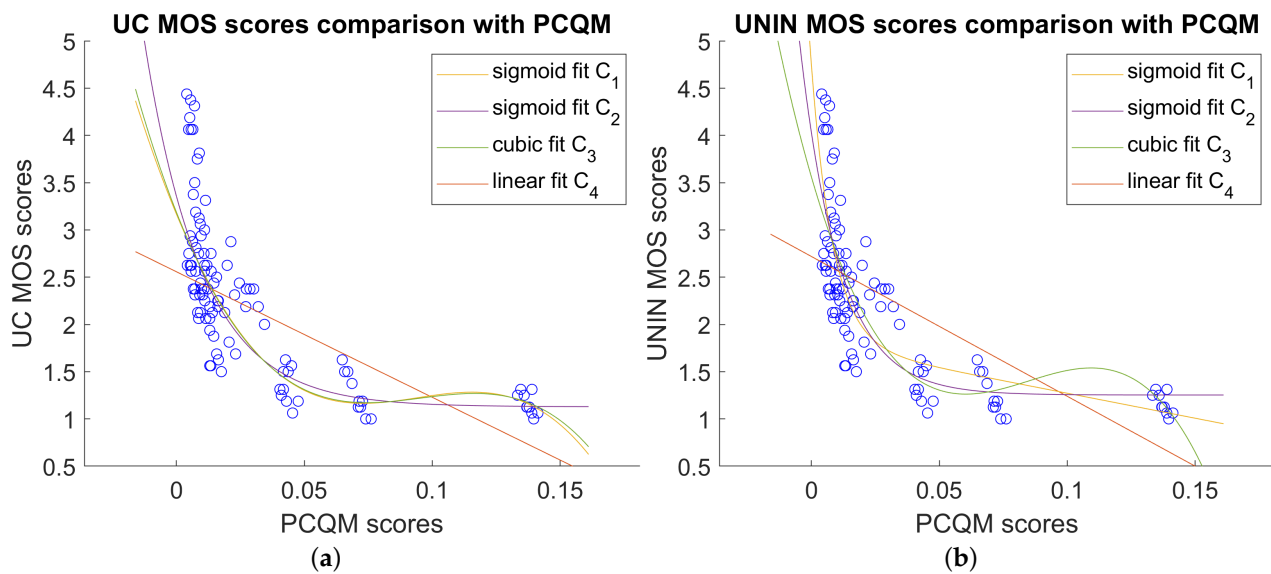 UC MOS scores comparison with PCQM
5
4.5
4
3.5
3
2.5
2
1.5
1
0.5
UC MOS scores
sigmoid fit C1
sigmoid fit C2
cubic fit C3
linear fit C4
0
0.05
0.1
0.15
PCQM scores
(a)
UNIN MOS scores comparison with PCQM
5
4.5
4
3.5
3
2.5
2
1.5
1
0.5
UNIN MOS scores
sigmoid fit C1
sigmoid fit C2
cubic fit C3
linear fit C4
0
0.05
0.1
0.15
PCQM scores
(b)